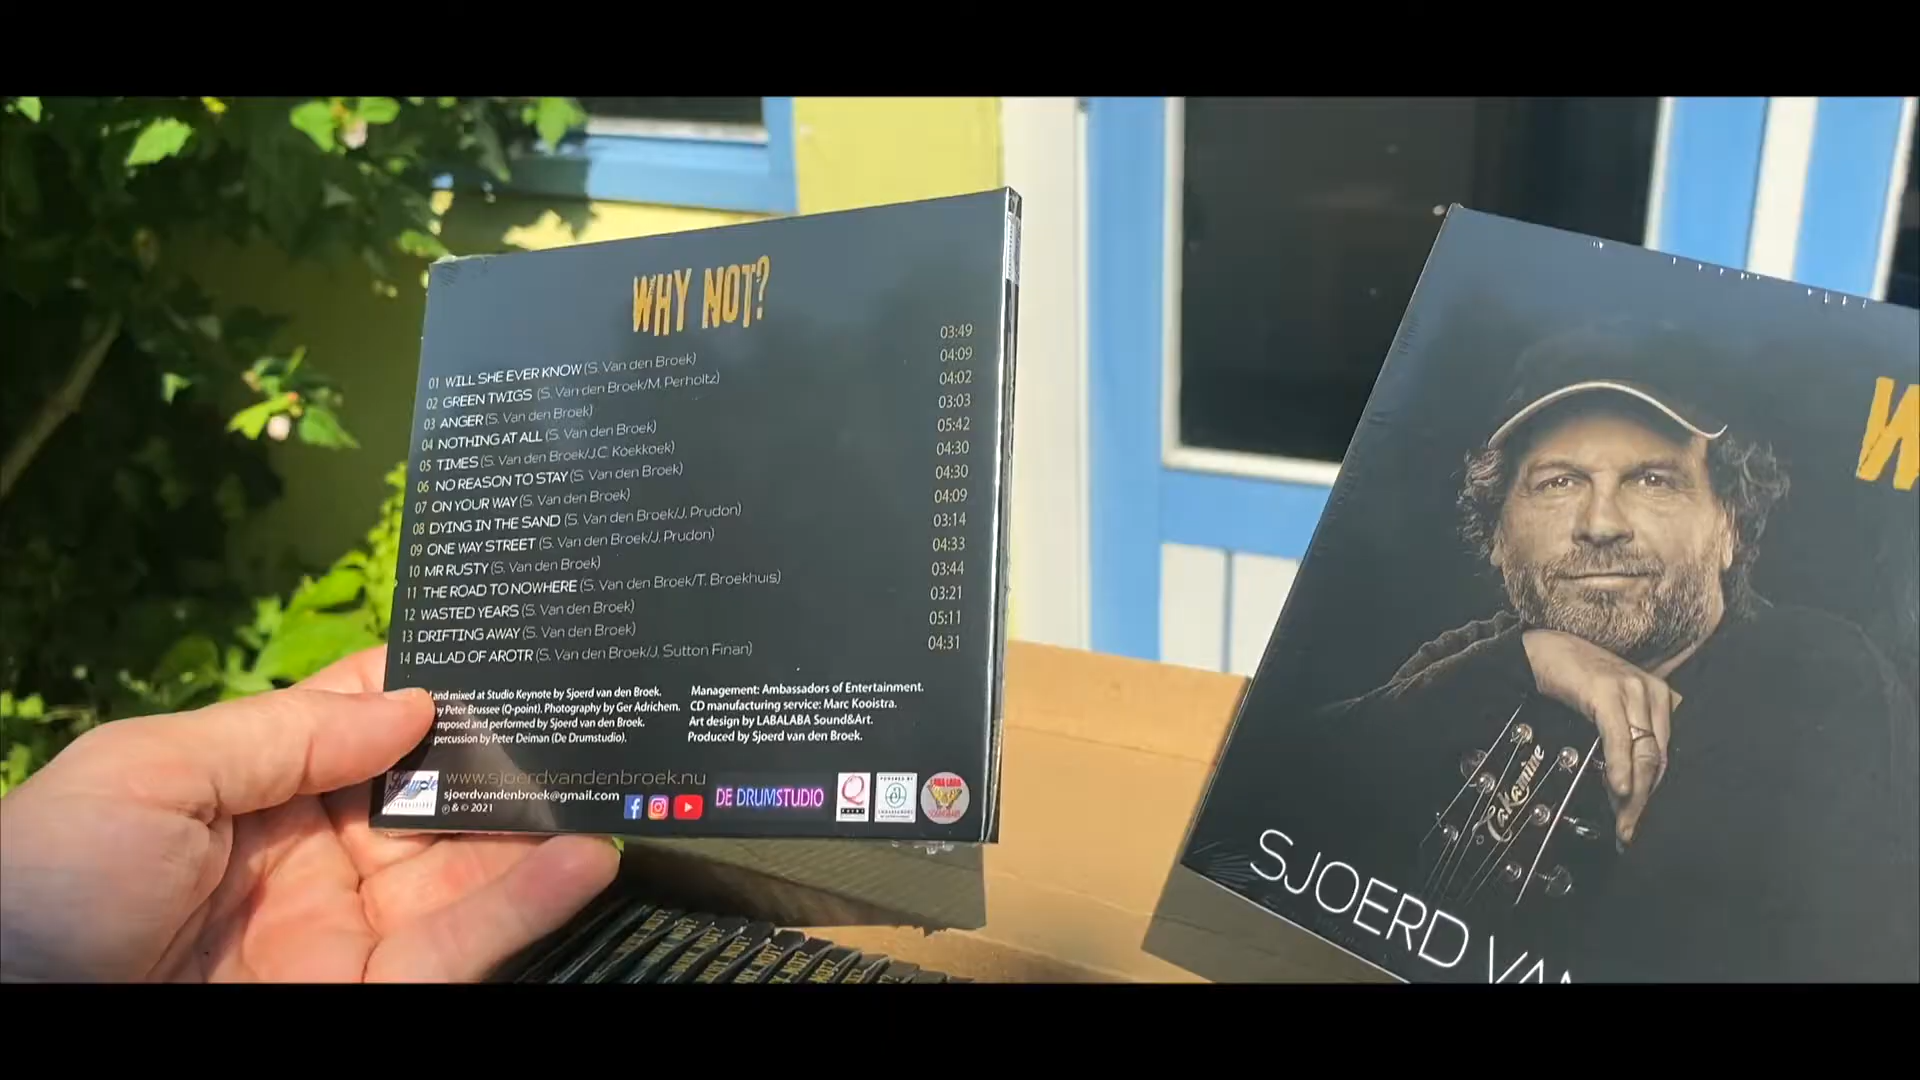 WHY NOT?
01 WILL SHE EVER KNOW (S. Van den Broek) 03:49
02 GREEN TWIGS (S. Van den Broek/M. Perholtz) 04:09
03 ANGER (S. Van den Broek) 04:02
04 NOTHING AT ALL (S. Van den Broek) 03:03
05 TIMES (S. Van den Broek/J.C. Koekkoek) 05:42
06 NO REASON TO STAY (S. Van den Broek) 04:30
07 ON YOUR WAY (S. Van den Broek) 04:30
08 DYING IN THE SAND (S. Van den Broek/J. Prudon) 04:09
09 ONE WAY STREET (S. Van den Broek/J. Prudon) 03:14
10 MR RUSTY (S. Van den Broek) 04:33
11 THE ROAD TO NOWHERE (S. Van den Broek/T. Broekhuis) 03:44
12 WASTED YEARS (S. Van den Broek) 03:21
13 DRIFTING AWAY (S. Van den Broek) 05:11
14 BALLAD OF AROTR (S. Van den Broek/J. Sutton Finan) 04:31
and mixed at Studio Keynote by Sjoerd van den Broek.
by Peter Brussee (Q-point). Photography by Ger Adrichem.
mposed and performed by Sjoerd van den Broek.
percussion by Peter Deiman (De Drumstudio).
Management: Ambassadors of Entertainment.
CD manufacturing service: Marc Kooistra.
Art design by LABALABA Sound&Art.
Produced by Sjoerd van den Broek.
www.sjoerdvandenbroek.nu
sjoerdvandenbroek@gmail.com
℗ & © 2021
DE DRUMSTUDIO
Q
W
Takamine
SJOERD VAN
WHY NOT?
WHY NOT?
WHY NOT?
WHY NOT?